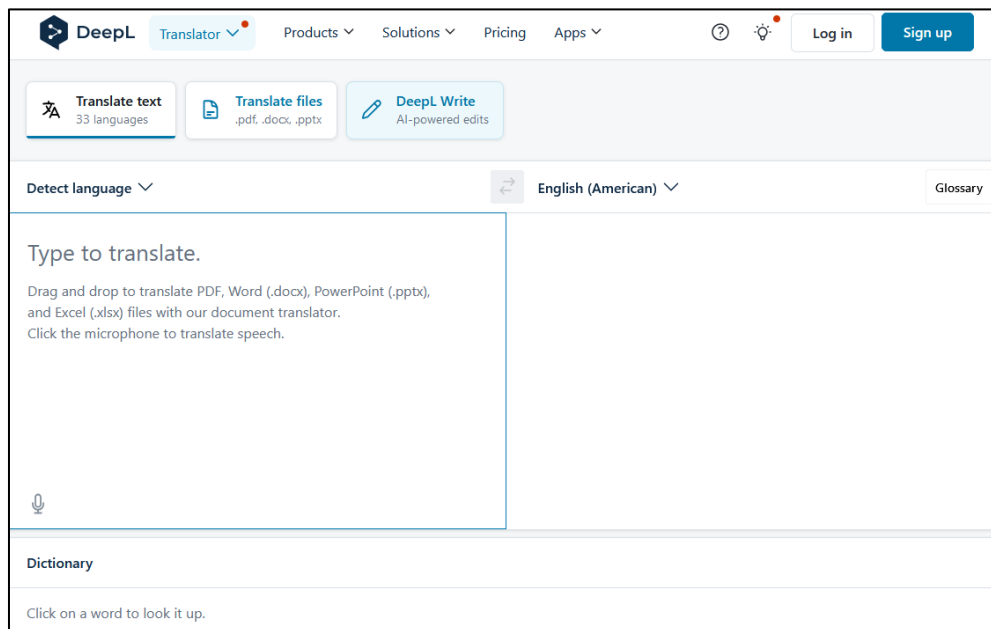 DeepL Translator Products Solutions Pricing Apps Log in Sign up
Translate text
33 languages
Translate files
.pdf, .docx, .pptx
DeepL Write
AI-powered edits
Detect language English (American) Glossary
Type to translate.
Drag and drop to translate PDF, Word (.docx), PowerPoint (.pptx),
and Excel (.xlsx) files with our document translator.
Click the microphone to translate speech.
Dictionary
Click on a word to look it up.